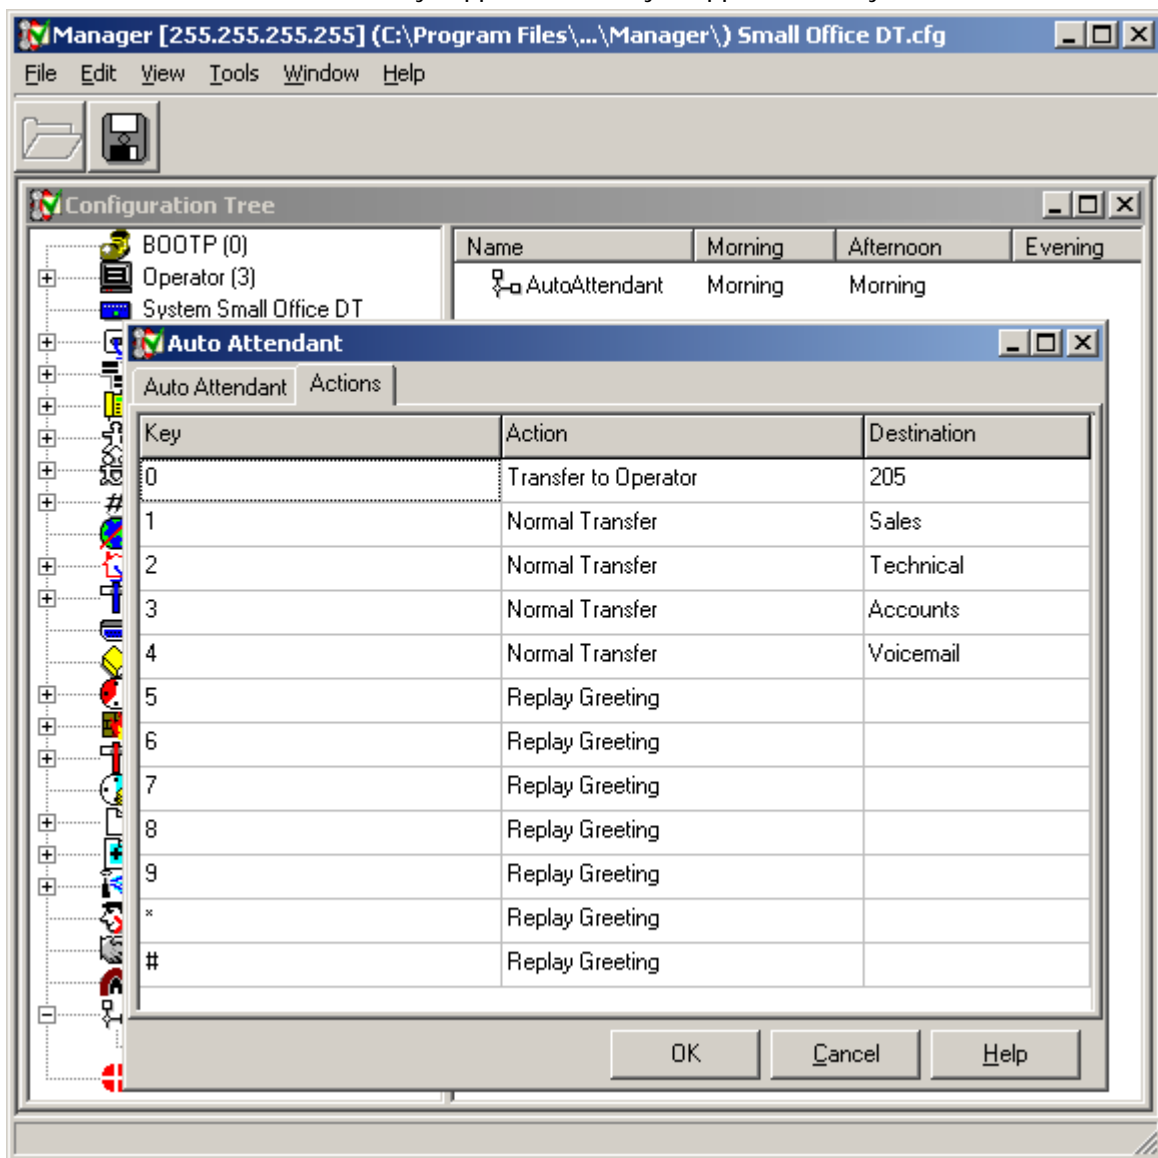 Manager [255.255.255.255] (C:\Program Files\...\Manager\) Small Office DT.cfg
File Edit View Tools Window Help
Configuration Tree
BOOTP (0)
Operator (3)
System Small Office DT
Name Morning Afternoon Evening
AutoAttendant Morning Morning
Auto Attendant
Auto Attendant Actions
Key Action Destination
0 Transfer to Operator 205
1 Normal Transfer Sales
2 Normal Transfer Technical
3 Normal Transfer Accounts
4 Normal Transfer Voicemail
5 Replay Greeting
6 Replay Greeting
7 Replay Greeting
8 Replay Greeting
9 Replay Greeting
* Replay Greeting
# Replay Greeting
OK Cancel Help